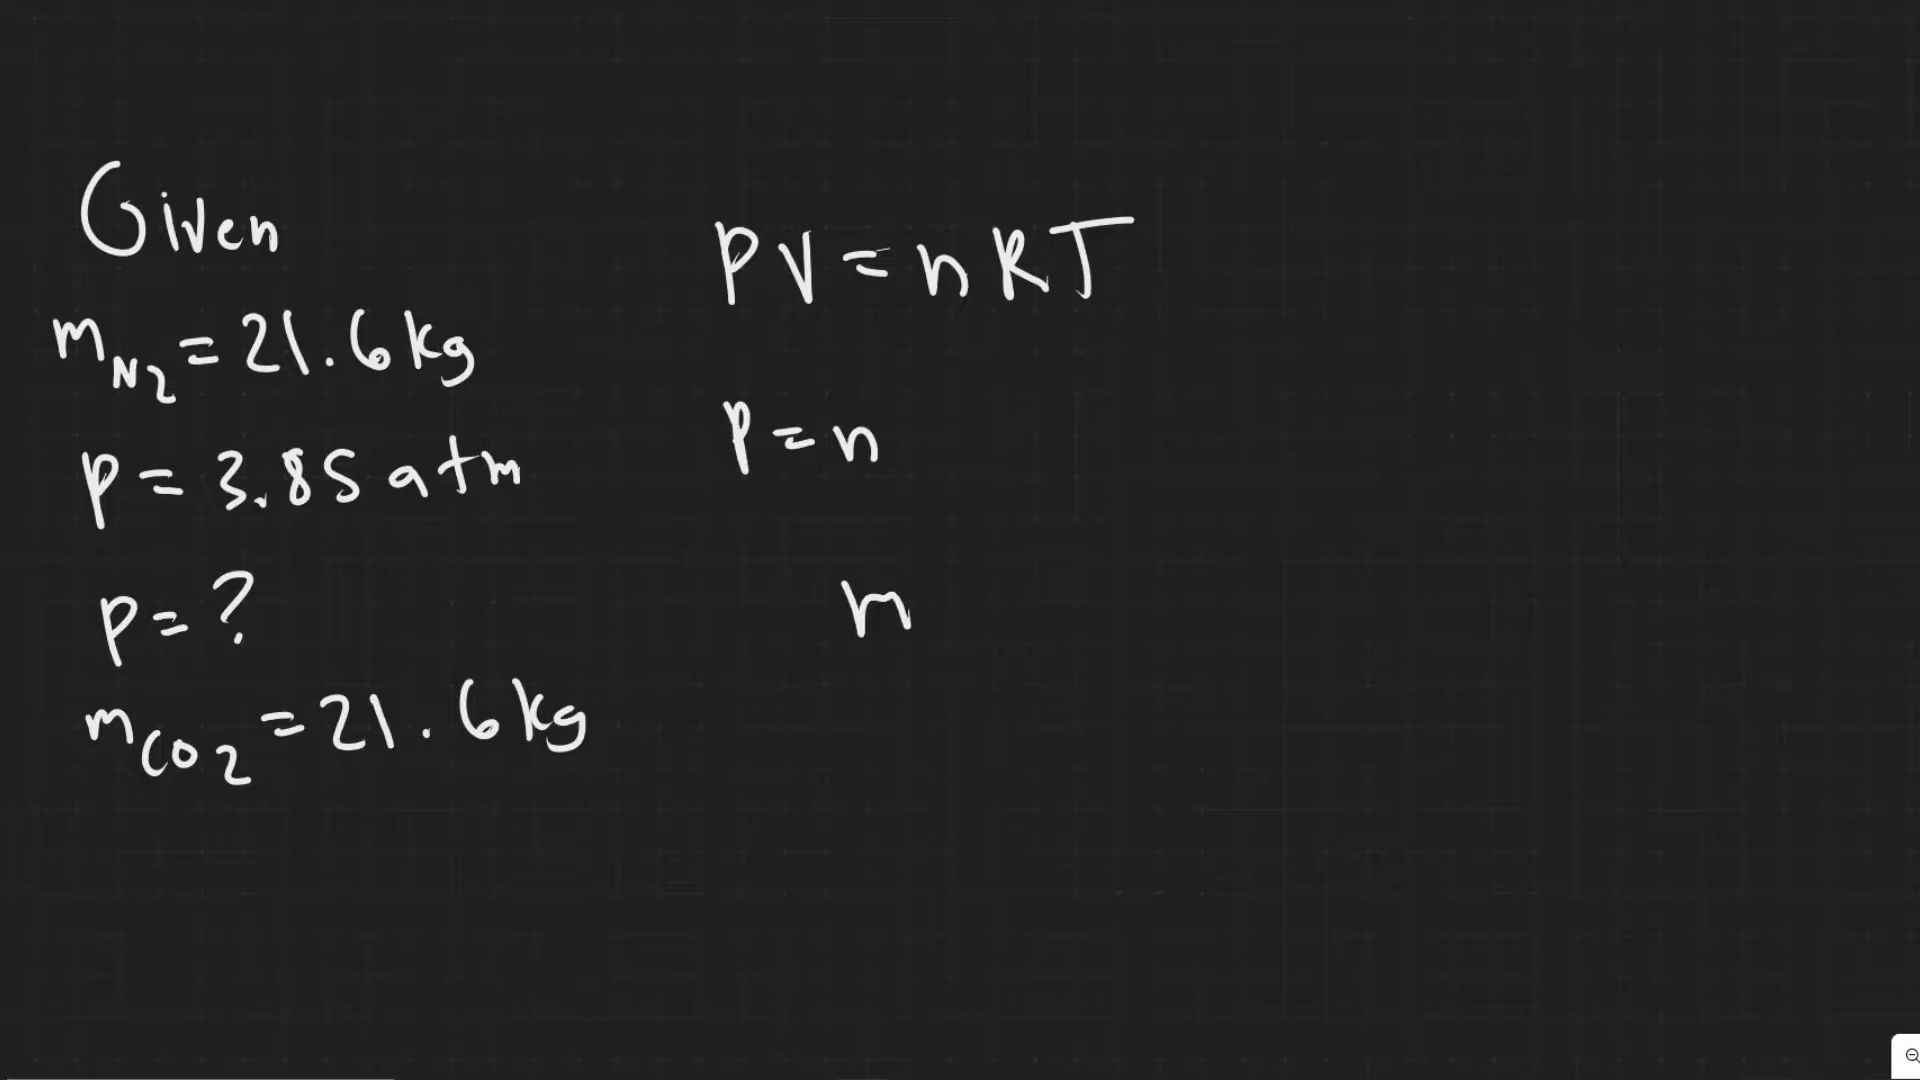 Given
m_N2 = 21.6 kg
P = 3.85 atm
P = ?
m_CO2 = 21.6 kg
PV = nRT
P = n
n